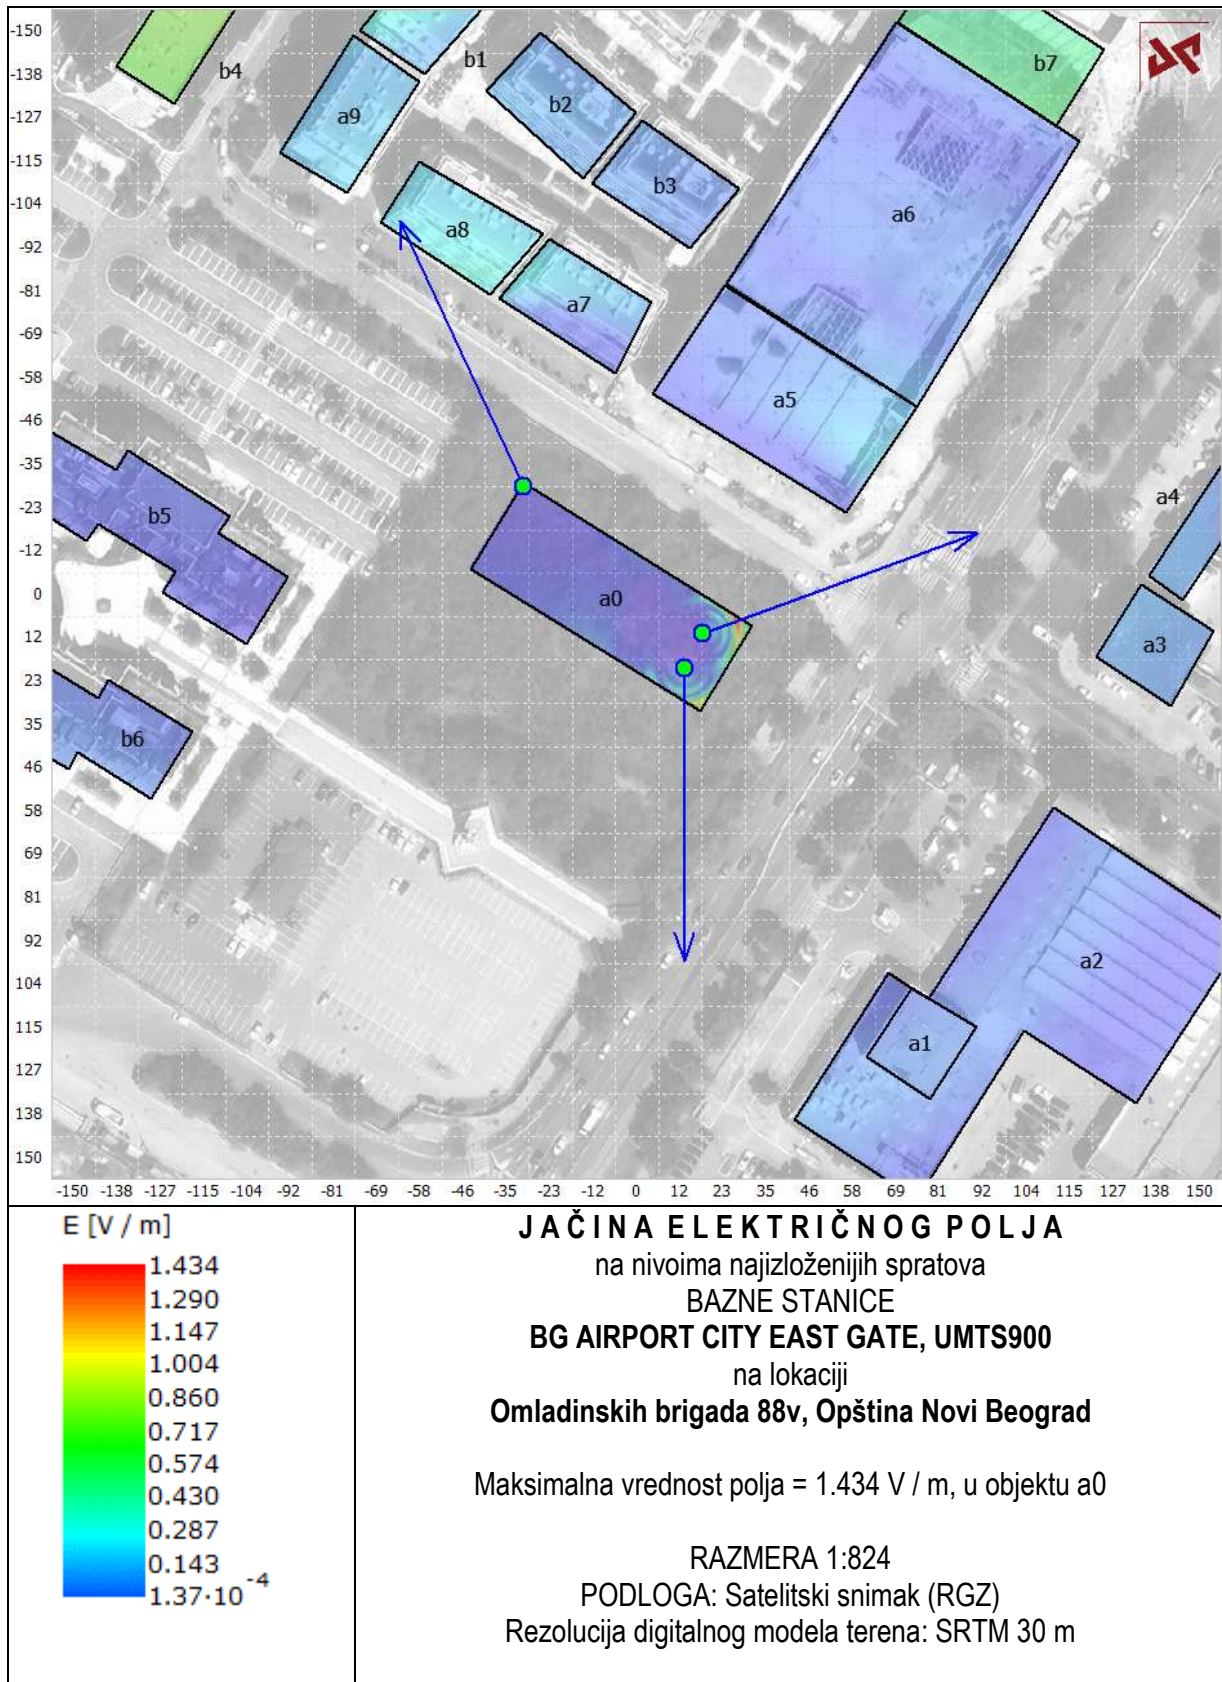 -150
-138
-127
-115
-104
-92
-81
-69
-58
-46
-35
-23
-12
0
12
23
35
46
58
69
81
92
104
115
127
138
150
b4
b1
b7
a9
b2
b3
a6
a8
a7
a5
a4
b5
a0
a3
b6
a2
a1
-150 -138 -127 -115 -104 -92 -81 -69 -58 -46 -35 -23 -12 0 12 23 35 46 58 69 81 92 104 115 127 138 150
E [V / m]
1.434
1.290
1.147
1.004
0.860
0.717
0.574
0.430
0.287
0.143
1.37·10⁻⁴
JAČINA ELEKTRIČNOG POLJA
na nivoima najizloženijih spratova
BAZNE STANICE
BG AIRPORT CITY EAST GATE, UMTS900
na lokaciji
Omladinskih brigada 88v, Opština Novi Beograd
Maksimalna vrednost polja = 1.434 V / m, u objektu a0
RAZMERA 1:824
PODLOGA: Satelitski snimak (RGZ)
Rezolucija digitalnog modela terena: SRTM 30 m